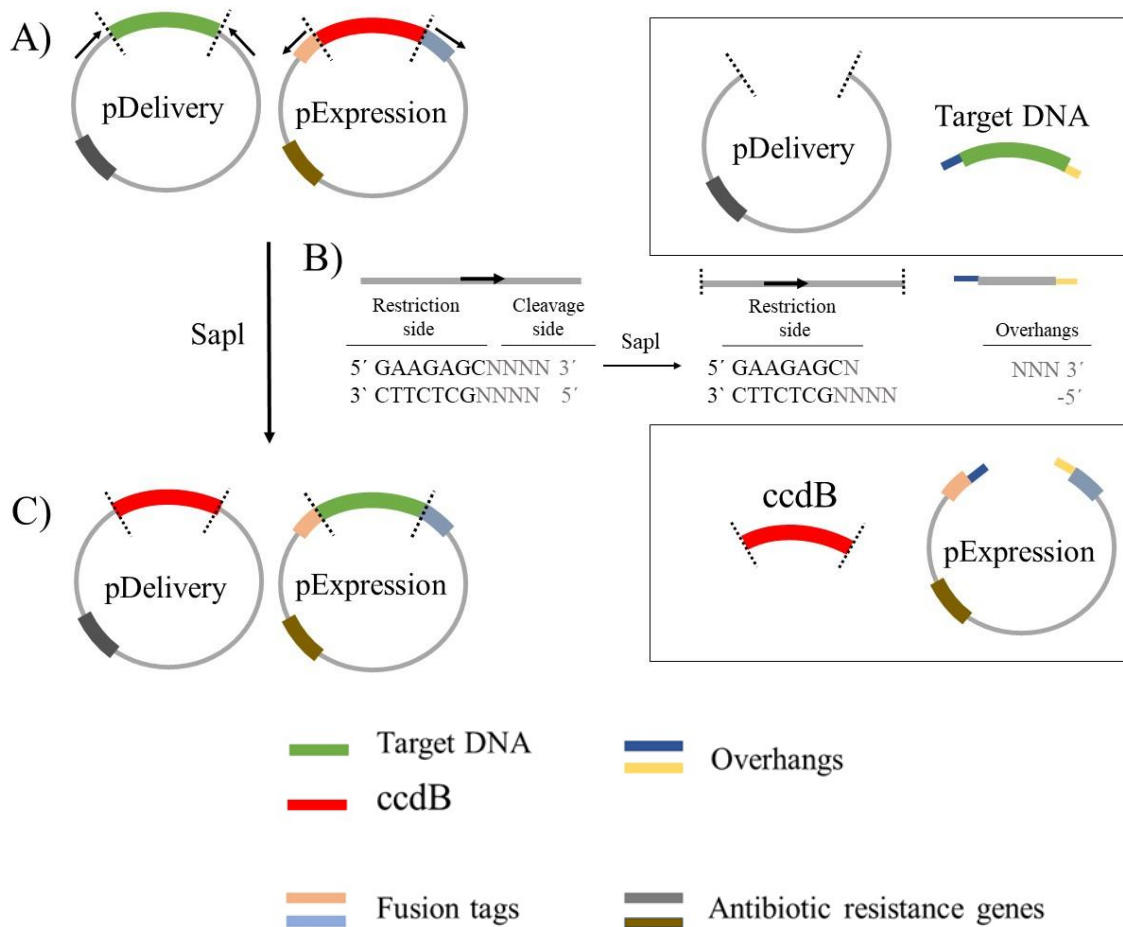 A)
pDelivery
pExpression
pDelivery
Target DNA
SapI
B)
Restriction side
Cleavage side
5´ GAAGAGCNNNN 3´
3` CTTCTCGNNNN 5´
SapI
Restriction side
5´ GAAGAGCN
3` CTTCTCGNNNN
Overhangs
NNN 3´
-5´
C)
pDelivery
pExpression
ccdB
pExpression
Target DNA
ccdB
Overhangs
Fusion tags
Antibiotic resistance genes